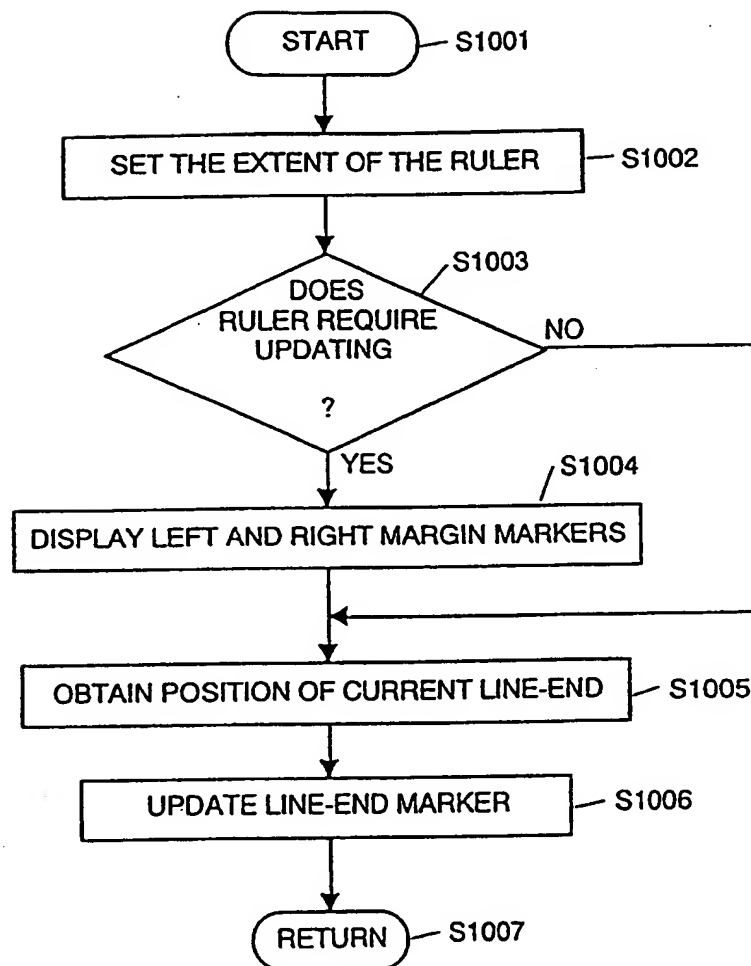 START
S1001
SET THE EXTENT OF THE RULER
S1002
S1003
DOES
RULER REQUIRE
UPDATING
?
NO
YES
S1004
DISPLAY LEFT AND RIGHT MARGIN MARKERS
OBTAIN POSITION OF CURRENT LINE-END
S1005
UPDATE LINE-END MARKER
S1006
RETURN
S1007